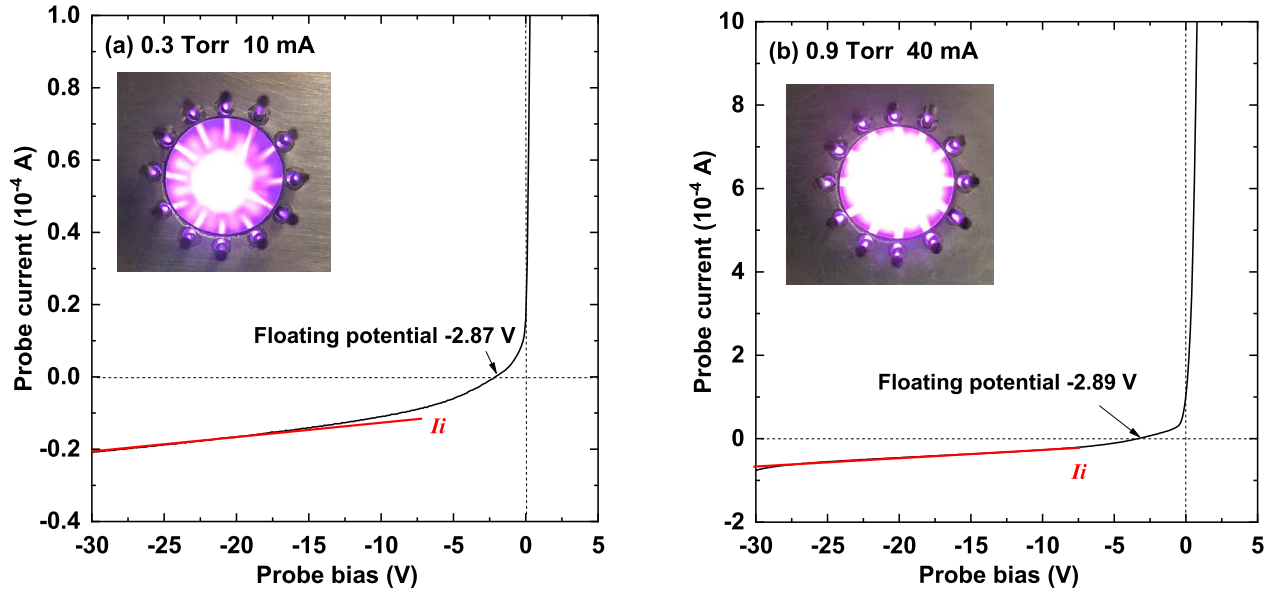 (a) 0.3 Torr 10 mA
Probe current (10-4 A)
1.0
0.8
0.6
0.4
0.2
0.0
-0.2
-0.4
Floating potential -2.87 V
Ii
-30 -25 -20 -15 -10 -5 0 5
Probe bias (V)
(b) 0.9 Torr 40 mA
Probe current (10-4 A)
10
8
6
4
2
0
-2
Floating potential -2.89 V
Ii
-30 -25 -20 -15 -10 -5 0 5
Probe bias (V)